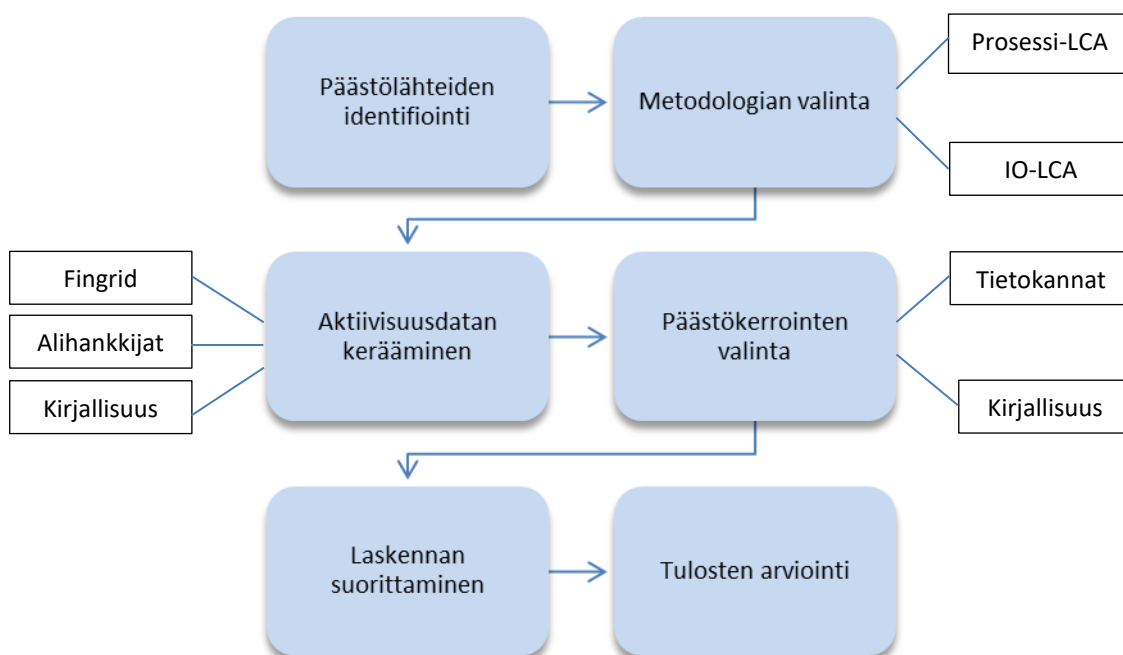 Päästölähteiden
identifiointi
Metodologian valinta
Prosessi-LCA
IO-LCA
Fingrid
Alihankkijat
Kirjallisuus
Aktiivisuusdatan
kerääminen
Päästökerrointen
valinta
Tietokannat
Kirjallisuus
Laskennan
suorittaminen
Tulosten arviointi